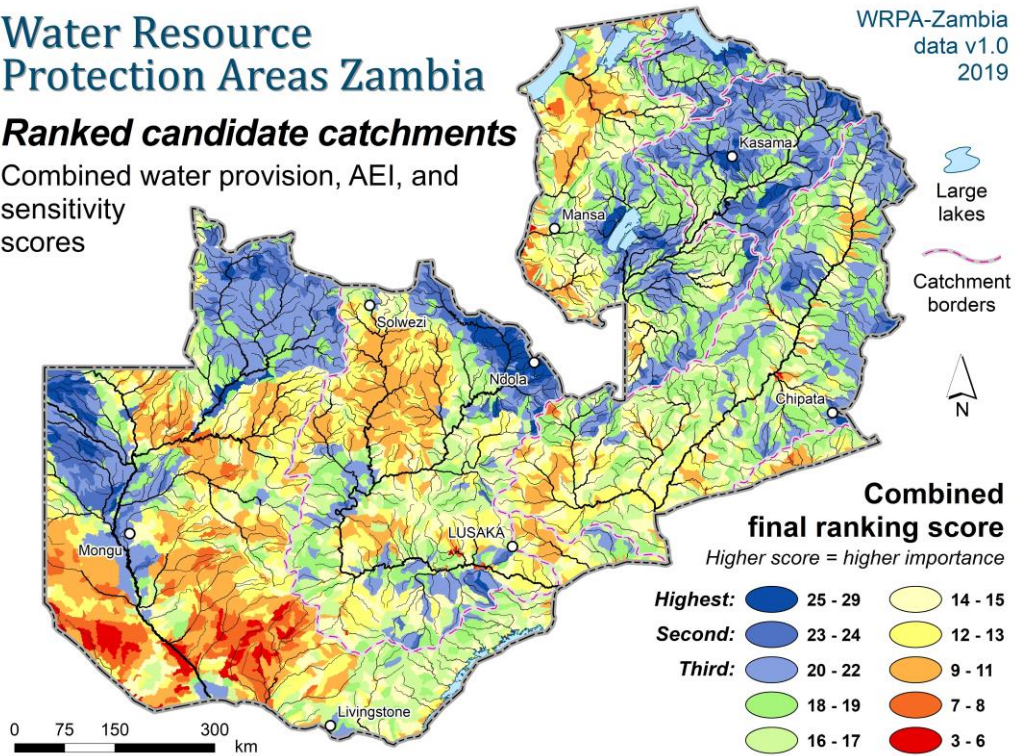 Water Resource
Protection Areas Zambia
Ranked candidate catchments
Combined water provision, AEI, and
sensitivity
scores
WRPA-Zambia
data v1.0
2019
Large
lakes
Catchment
borders
N
Kasama
Mansa
Solwezi
Ndola
Chipata
LUSAKA
Mongu
Livingstone
Combined
final ranking score
Higher score = higher importance
Highest: 25 - 29 14 - 15
Second: 23 - 24 12 - 13
Third: 20 - 22 9 - 11
18 - 19 7 - 8
16 - 17 3 - 6
0 75 150 300
km